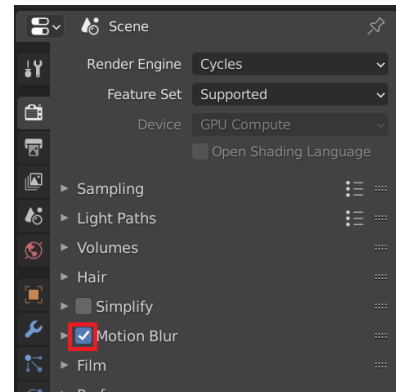 Scene
Render Engine Cycles
Feature Set Supported
Device GPU Compute
Open Shading Language
Sampling
Light Paths
Volumes
Hair
Simplify
Motion Blur
Film